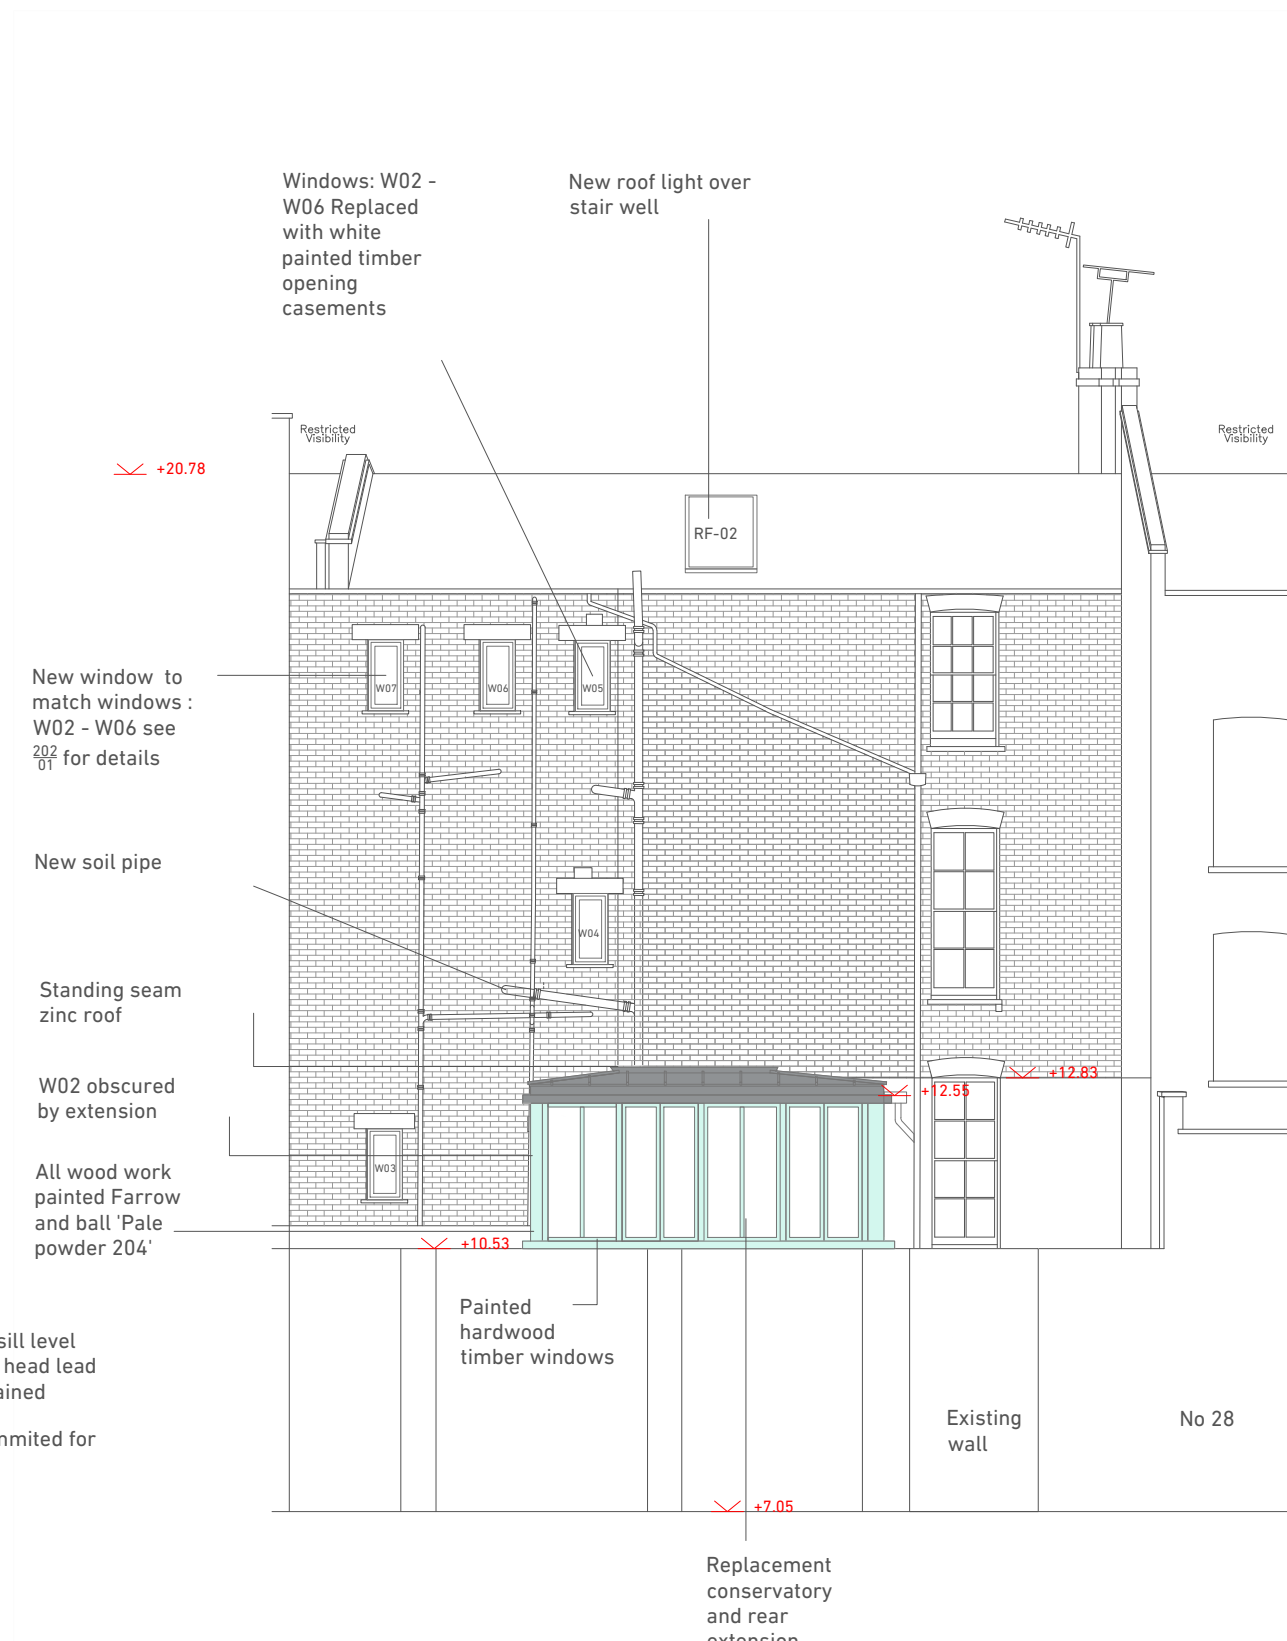 Windows: W02 -
W06 Replaced
with white
painted timber
opening
casements
New roof light over
stair well
Restricted
Visibility
Restricted
Visibility
+20.78
RF-02
New window to
match windows :
W02 - W06 see
202
01 for details
W07
W06
W05
New soil pipe
W04
Standing seam
zinc roof
+12.83
+12.55
W02 obscured
by extension
W03
All wood work
painted Farrow
and ball 'Pale
powder 204'
+10.53
Painted
hardwood
timber windows
sill level
head lead
ained
mmited for
Existing
wall
No 28
+7.05
Replacement
conservatory
and rear
extension